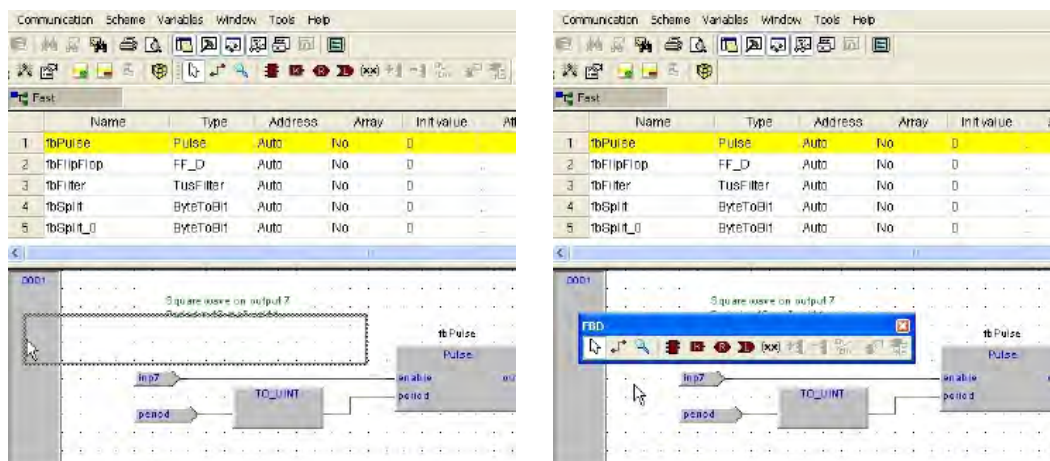 Communication Scheme Variables Window Tools Help
Fast
Name Type Address Array Init value
1 fbPulse Pulse Auto No 0
2 fbFlipFlop FF_D Auto No 0
3 fbFilter TusFilter Auto No 0
4 fbSplit ByteToBit Auto No 0
5 fbSplit_0 ByteToBit Auto No 0
0001
Square wave on output 7
fbPulse
Pulse
inp7
enable
TO_UINT
period
period
Communication Scheme Variables Window Tools Help
(xx)
Fast
Name Type Address Array Init value
1 fbPulse Pulse Auto No 0
2 fbFlipFlop FF_D Auto No 0
3 fbFilter TusFilter Auto No 0
4 fbSplit ByteToBit Auto No 0
5 fbSplit_0 ByteToBit Auto No 0
0001
Square wave on output 7
FBD
(xx)
fbPulse
Pulse
inp7
enable
TO_UINT
period
period